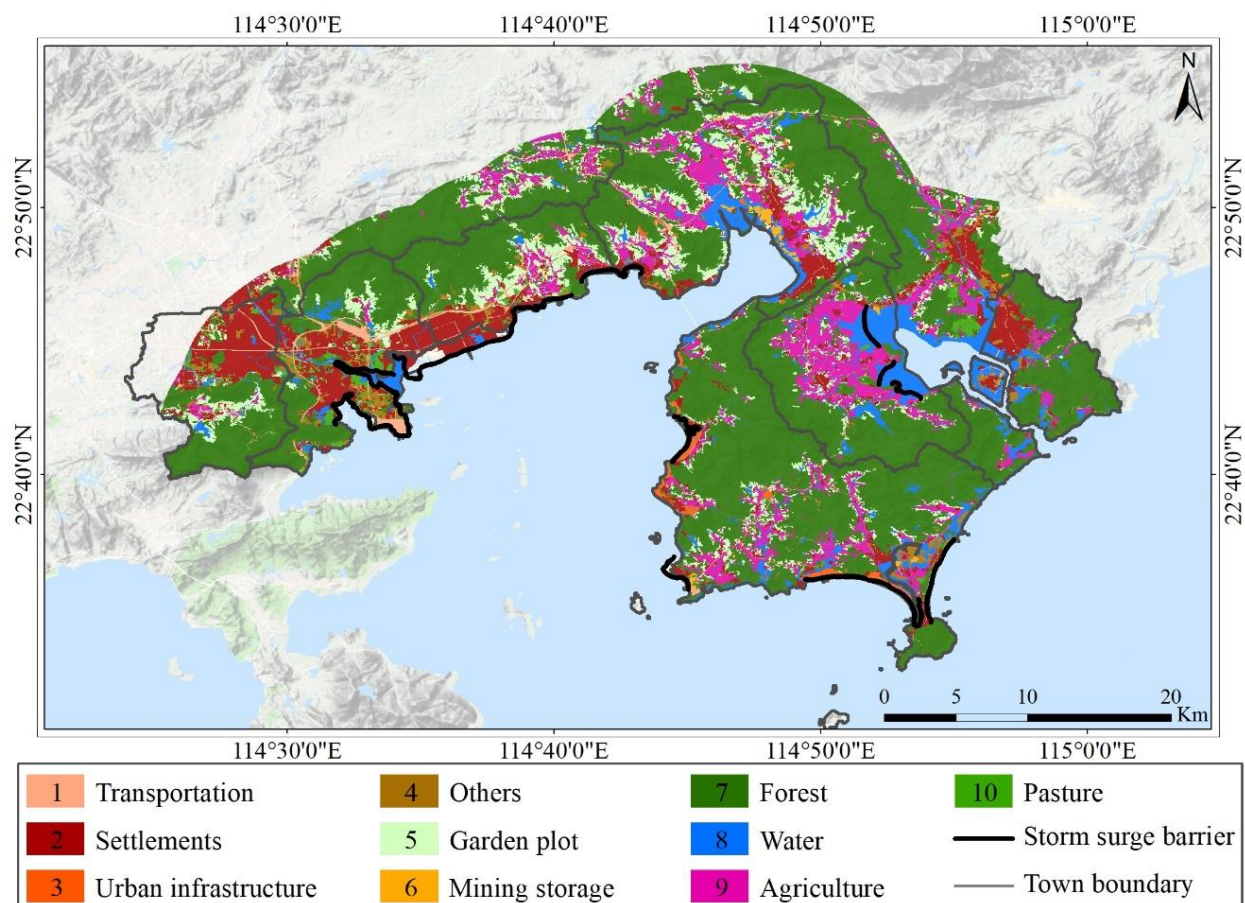 114°30'0"E 114°40'0"E 114°50'0"E 115°0'0"E
N
22°50'0"N 22°50'0"N
22°40'0"N 22°40'0"N
0 5 10 20
Km
114°30'0"E 114°40'0"E 114°50'0"E 115°0'0"E
1 Transportation 4 Others 7 Forest 10 Pasture
2 Settlements 5 Garden plot 8 Water Storm surge barrier
3 Urban infrastructure 6 Mining storage 9 Agriculture Town boundary